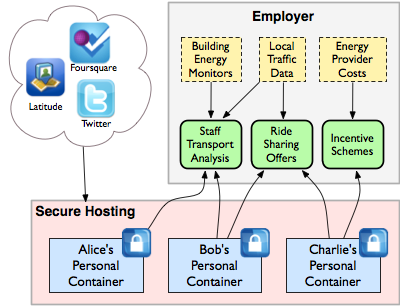 Foursquare
Latitude
Twitter
Employer
Building
Energy
Monitors
Local
Traffic
Data
Energy
Provider
Costs
Staff
Transport
Analysis
Ride
Sharing
Offers
Incentive
Schemes
Secure Hosting
Alice's
Personal
Container
Bob's
Personal
Container
Charlie's
Personal
Container